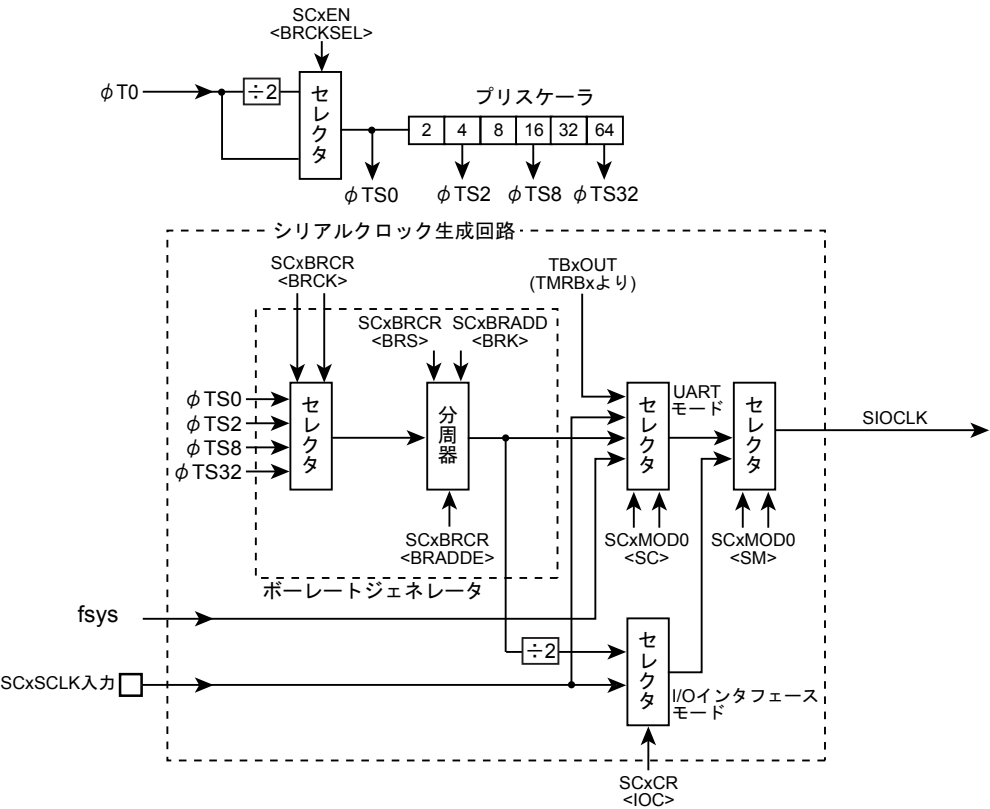 SCxEN
<BRCKSEL>
φT0
÷2
セレクタ
プリスケーラ
2 4 8 16 32 64
φTS0 φTS2 φTS8 φTS32
シリアルクロック生成回路
SCxBRCR
<BRCK>
TBxOUT
(TMRBxより)
SCxBRCR
<BRS>
SCxBRADD
<BRK>
φTS0
φTS2
φTS8
φTS32
セレクタ
分周器
セレクタ
UART
モード
セレクタ
SIOCLK
SCxBRCR
<BRADDE>
SCxMOD0
<SC>
SCxMOD0
<SM>
ボーレートジェネレータ
fsys
÷2
セレクタ
SCxSCLK入力
I/Oインタフェース
モード
SCxCR
<IOC>